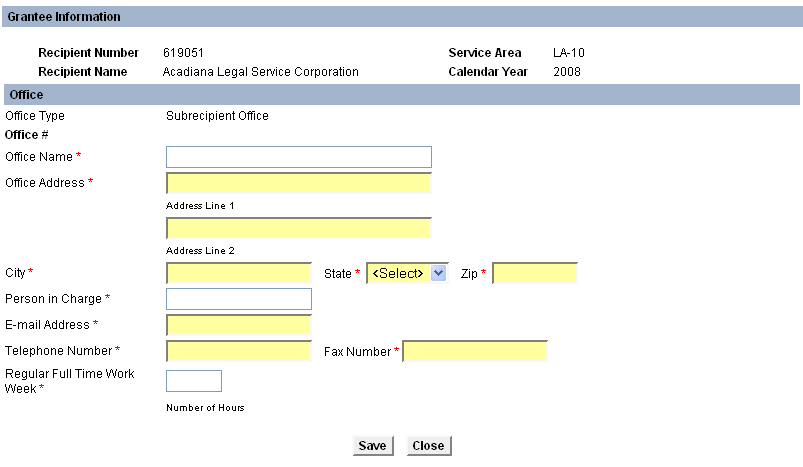 Grantee Information
Recipient Number 619051 Service Area LA-10
Recipient Name Acadiana Legal Service Corporation Calendar Year 2008
Office
Office Type Subrecipient Office
Office #
Office Name *
Office Address *
Address Line 1
Address Line 2
City * State * <Select> Zip *
Person in Charge *
E-mail Address *
Telephone Number * Fax Number *
Regular Full Time Work
Week *
Number of Hours
Save Close